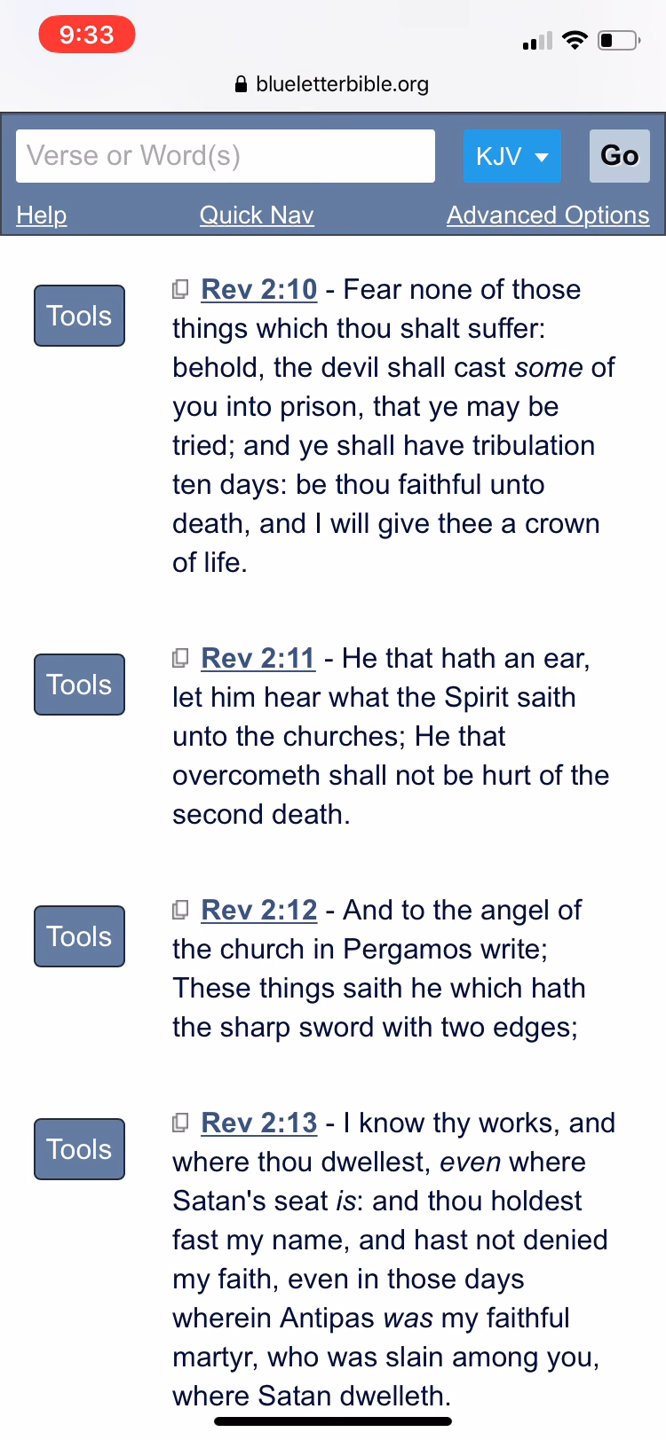 9:33
blueletterbible.org
Verse or Word(s)
KJV
Go
Help
Quick Nav
Advanced Options
Tools
Rev 2:10 - Fear none of those
things which thou shalt suffer:
behold, the devil shall cast some of
you into prison, that ye may be
tried; and ye shall have tribulation
ten days: be thou faithful unto
death, and I will give thee a crown
of life.
Tools
Rev 2:11 - He that hath an ear,
let him hear what the Spirit saith
unto the churches; He that
overcometh shall not be hurt of the
second death.
Tools
Rev 2:12 - And to the angel of
the church in Pergamos write;
These things saith he which hath
the sharp sword with two edges;
Tools
Rev 2:13 - I know thy works, and
where thou dwellest, even where
Satan's seat is: and thou holdest
fast my name, and hast not denied
my faith, even in those days
wherein Antipas was my faithful
martyr, who was slain among you,
where Satan dwelleth.